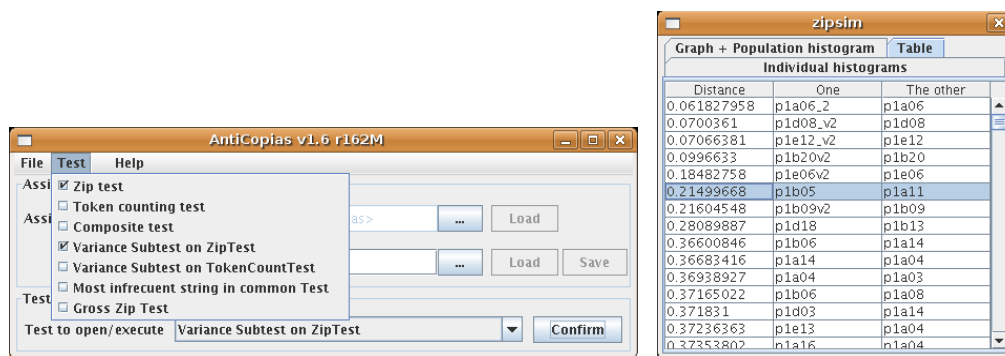 AntiCopias v1.6 r162M
File Test Help
Assi
Zip test
Token counting test
Assi
as>
...
Load
Composite test
Variance Subtest on ZipTest
Variance Subtest on TokenCountTest
...
Load
Save
Most infrecuent string in common Test
Test
Gross Zip Test
Test to open/execute
Variance Subtest on ZipTest
Confirm
zipsim
Graph + Population histogram
Table
Individual histograms
Distance One The other
0.061827958 p1a06_2 p1a06
0.0700361 p1d08_v2 p1d08
0.07066381 p1e12_v2 p1e12
0.0996633 p1b20v2 p1b20
0.18482758 p1e06v2 p1e06
0.21499668 p1b05 p1a11
0.21604548 p1b09v2 p1b09
0.28089887 p1d18 p1b13
0.36600846 p1b06 p1a14
0.36683416 p1a14 p1a04
0.36938927 p1a04 p1a03
0.37165022 p1b06 p1a08
0.371831 p1d03 p1a14
0.37236363 p1e13 p1a04
0.37353802 p1a16 p1a04